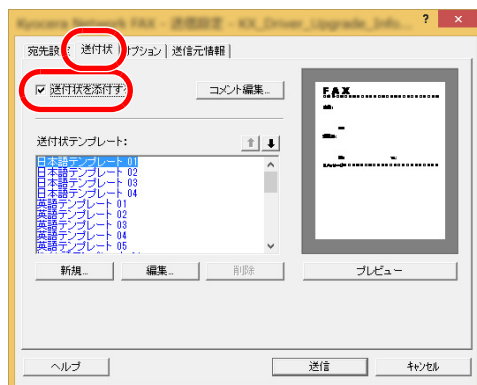 Kyocera Network FAX - 送信設定 - KX_Driver_Upgrade_Info...
宛先設定 送付状 オプション 送信元情報
送付状を添付する
コメント編集...
FAX
送付状テンプレート:
日本語テンプレート 01
日本語テンプレート 02
日本語テンプレート 03
日本語テンプレート 04
英語テンプレート 01
英語テンプレート 02
英語テンプレート 03
英語テンプレート 04
英語テンプレート 05
新規... 編集... 削除 プレビュー
ヘルプ 送信 キャンセル